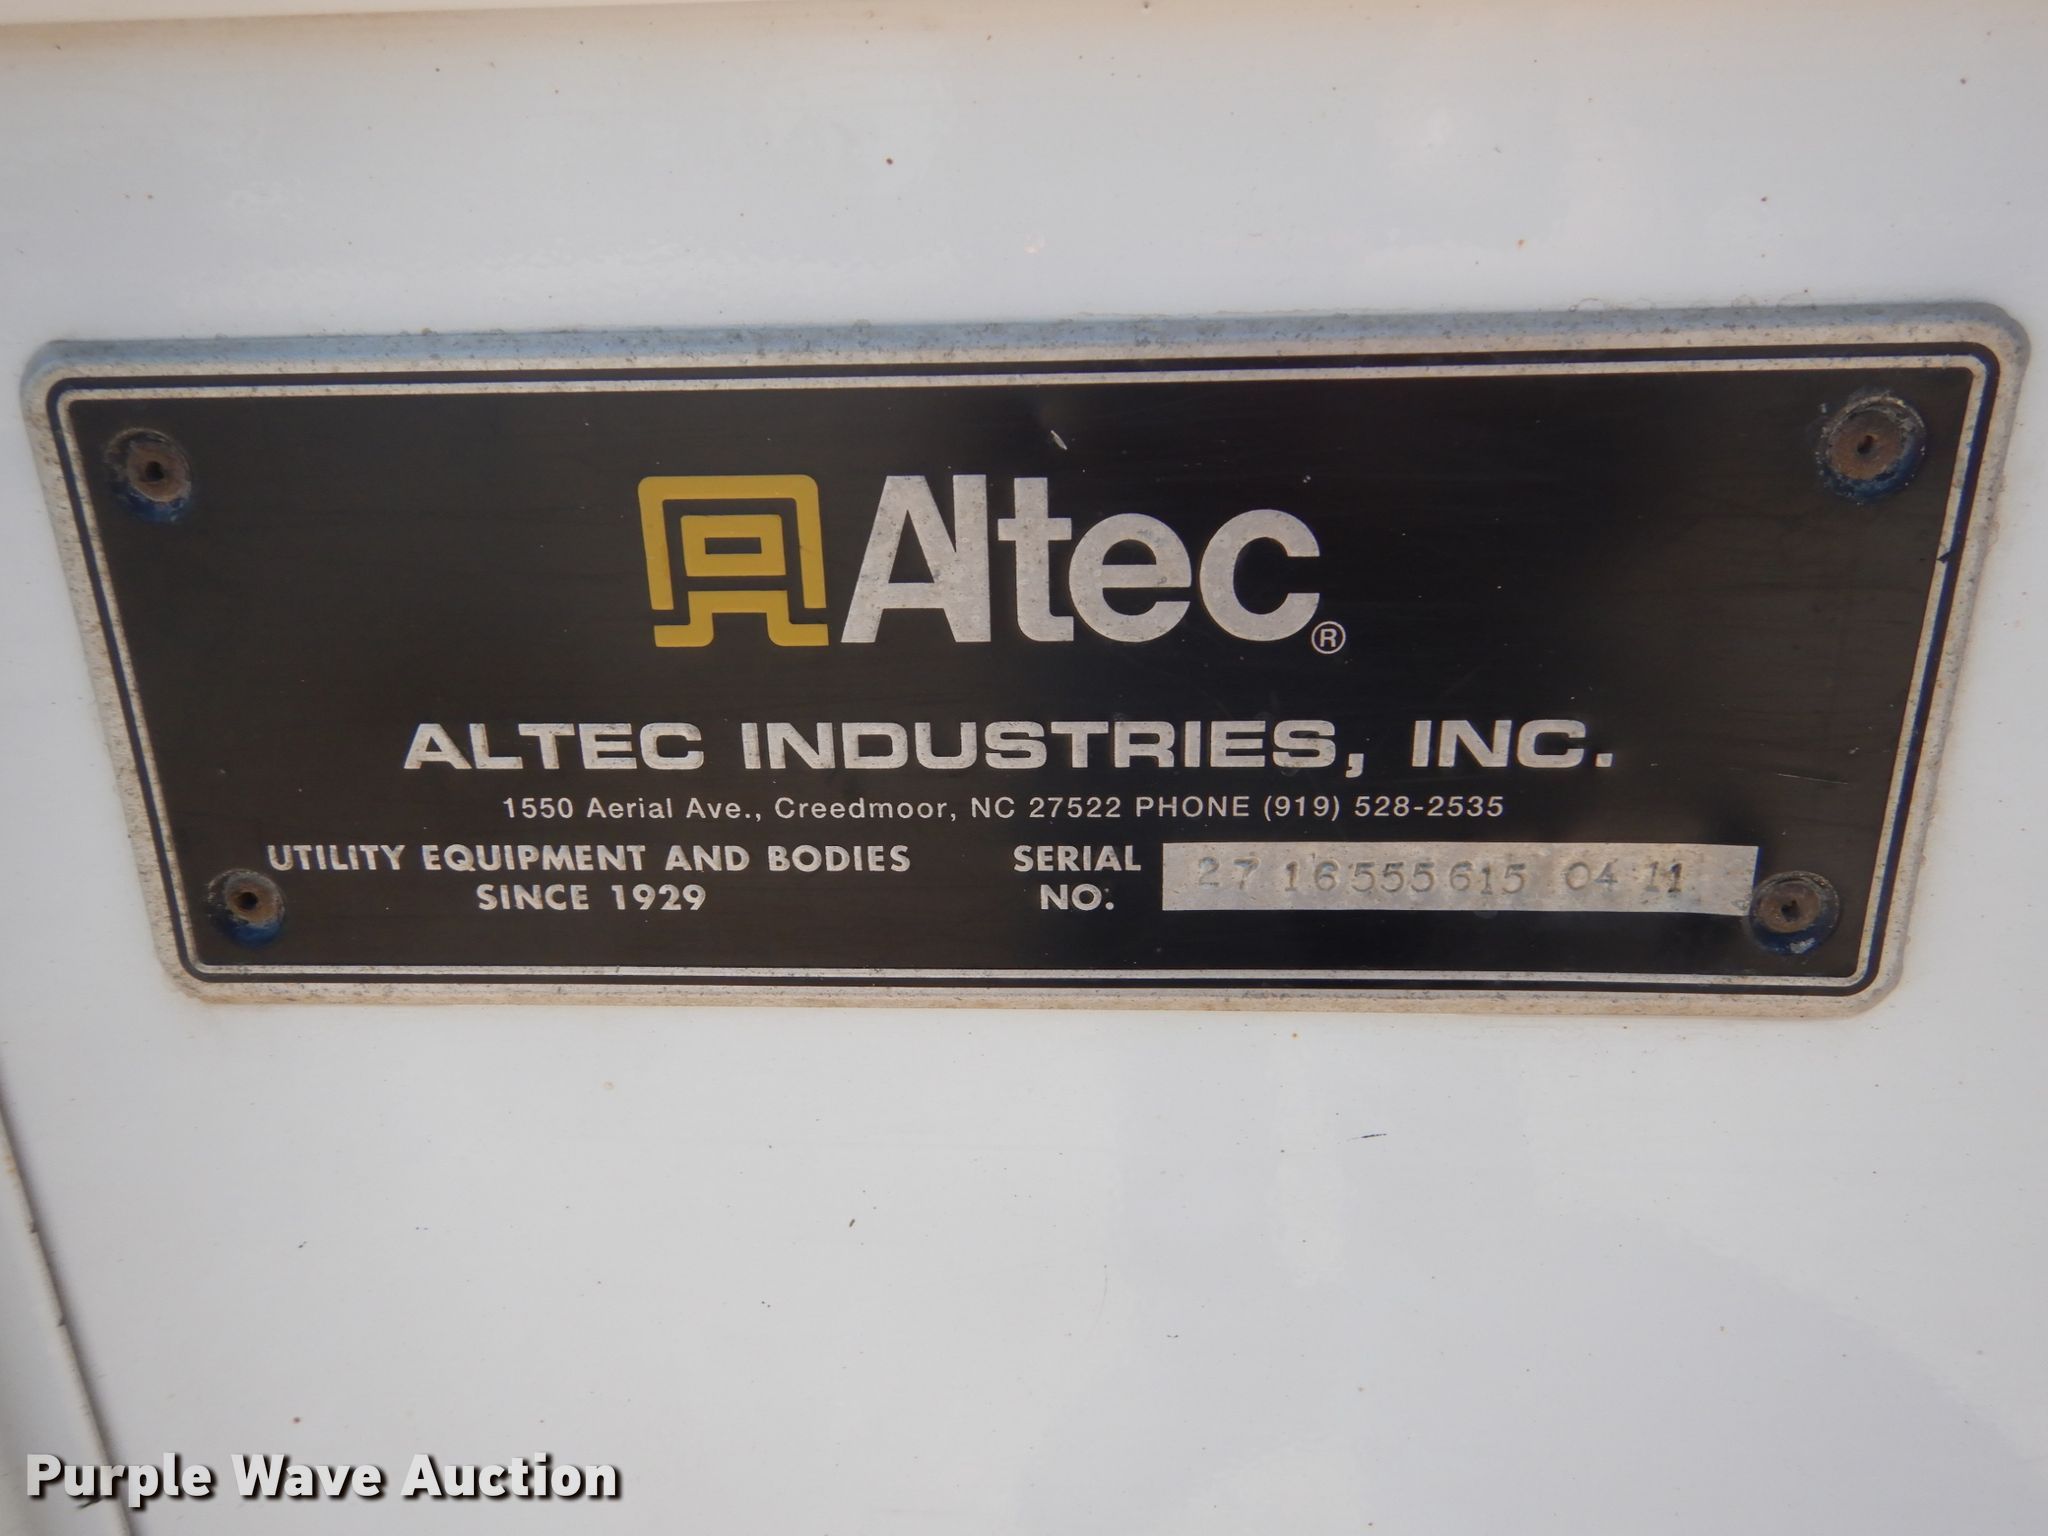 Altec®
ALTEC INDUSTRIES, INC.
1550 Aerial Ave., Creedmoor, NC 27522 PHONE (919) 528-2535
UTILITY EQUIPMENT AND BODIES
SINCE 1929
SERIAL
NO.
27 16555615 04 11
Purple Wave Auction